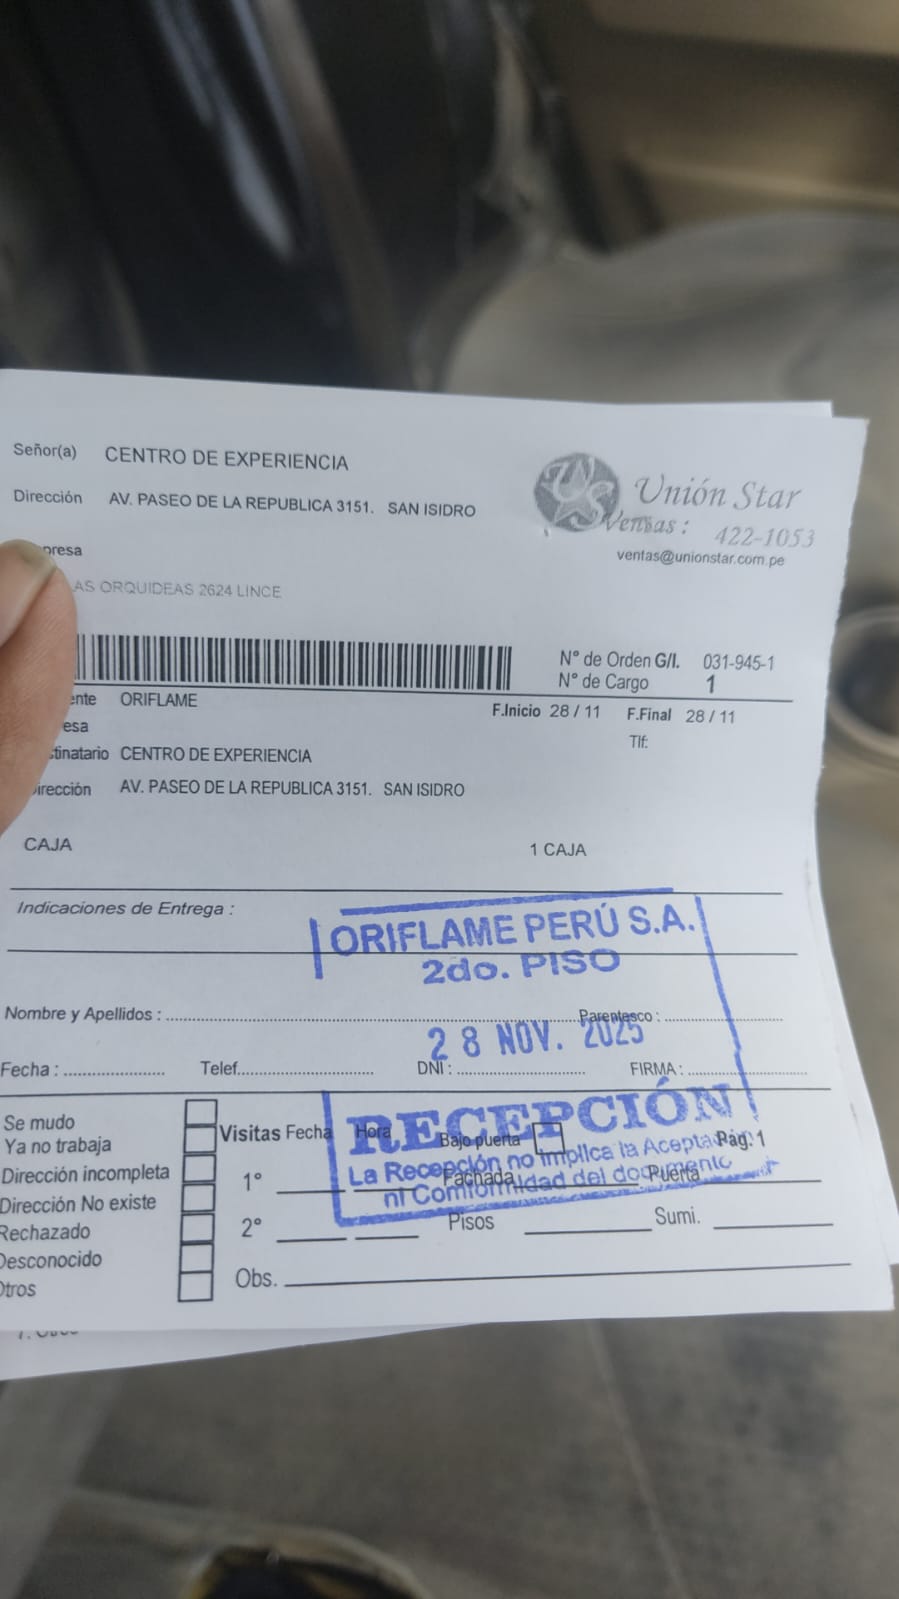 Señor(a) CENTRO DE EXPERIENCIA
Dirección AV. PASEO DE LA REPUBLICA 3151. SAN ISIDRO
Unión Star
Ventas : 422-1053
ventas@unionstar.com.pe
presa
AS ORQUIDEAS 2624 LINCE
N° de Orden G/I. 031-945-1
N° de Cargo 1
ente ORIFLAME
F.Inicio 28 / 11 F.Final 28 / 11
esa
Tlf:
tinatario CENTRO DE EXPERIENCIA
irección AV. PASEO DE LA REPUBLICA 3151. SAN ISIDRO
CAJA 1 CAJA
Indicaciones de Entrega :
ORIFLAME PERÚ S.A.
2do. PISO
Nombre y Apellidos : Parentesco :
28 NOV. 2025
Fecha : Telef. DNI : FIRMA :
RECEPCIÓN
La Recepción no implica la
ni Conformidad del documento
Se mudo
Ya no trabaja
Dirección incompleta
Dirección No existe
Rechazado
Desconocido
Otros
Visitas Fecha Hora Bajo puerta Pág. 1
1° Fachada Puerta
2° Pisos Sumi.
Obs.